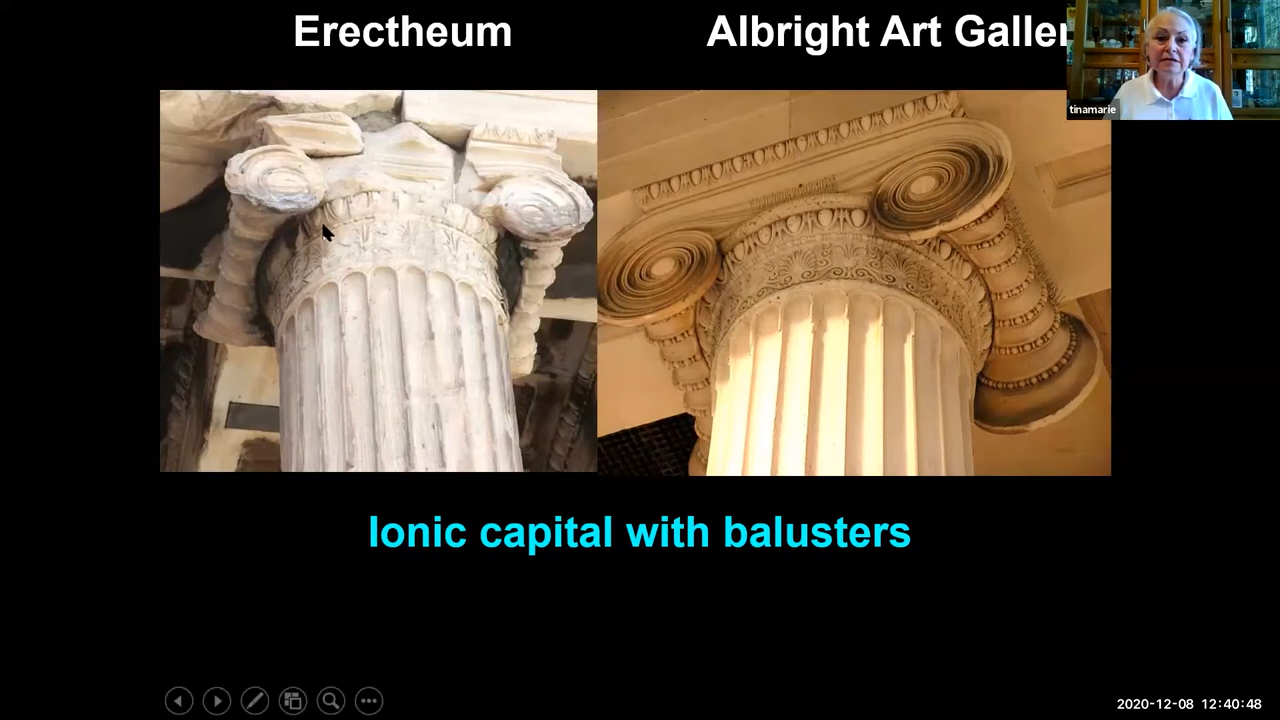 Erectheum
Albright Art Galler
tinamarie
Ionic capital with balusters
2020-12-08 12:40:48